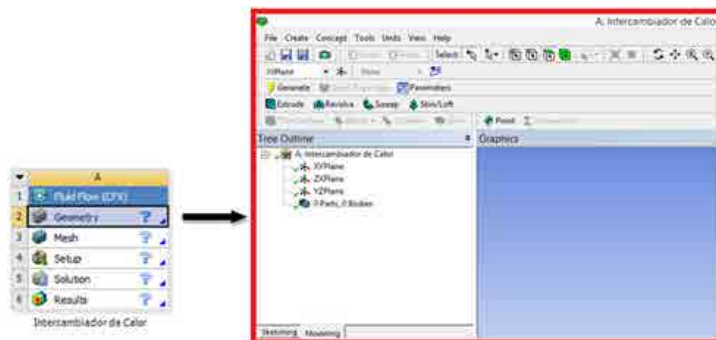 A: Intercambiador de Calor
File Create Concept Tools Units View Help
Select:
XYPlane
None
Generate Parameters
Extrude Revolve Sweep Skin/Loft
Point
Tree Outline
Graphics
A: Intercambiador de Calor
XYPlane
ZXPlane
YZPlane
0 Parts, 0 Bodies
Sketching Modeling
A
1 Fluid Flow (CFX)
2 Geometry ?
3 Mesh ?
4 Setup ?
5 Solution ?
6 Results ?
Intercambiador de Calor